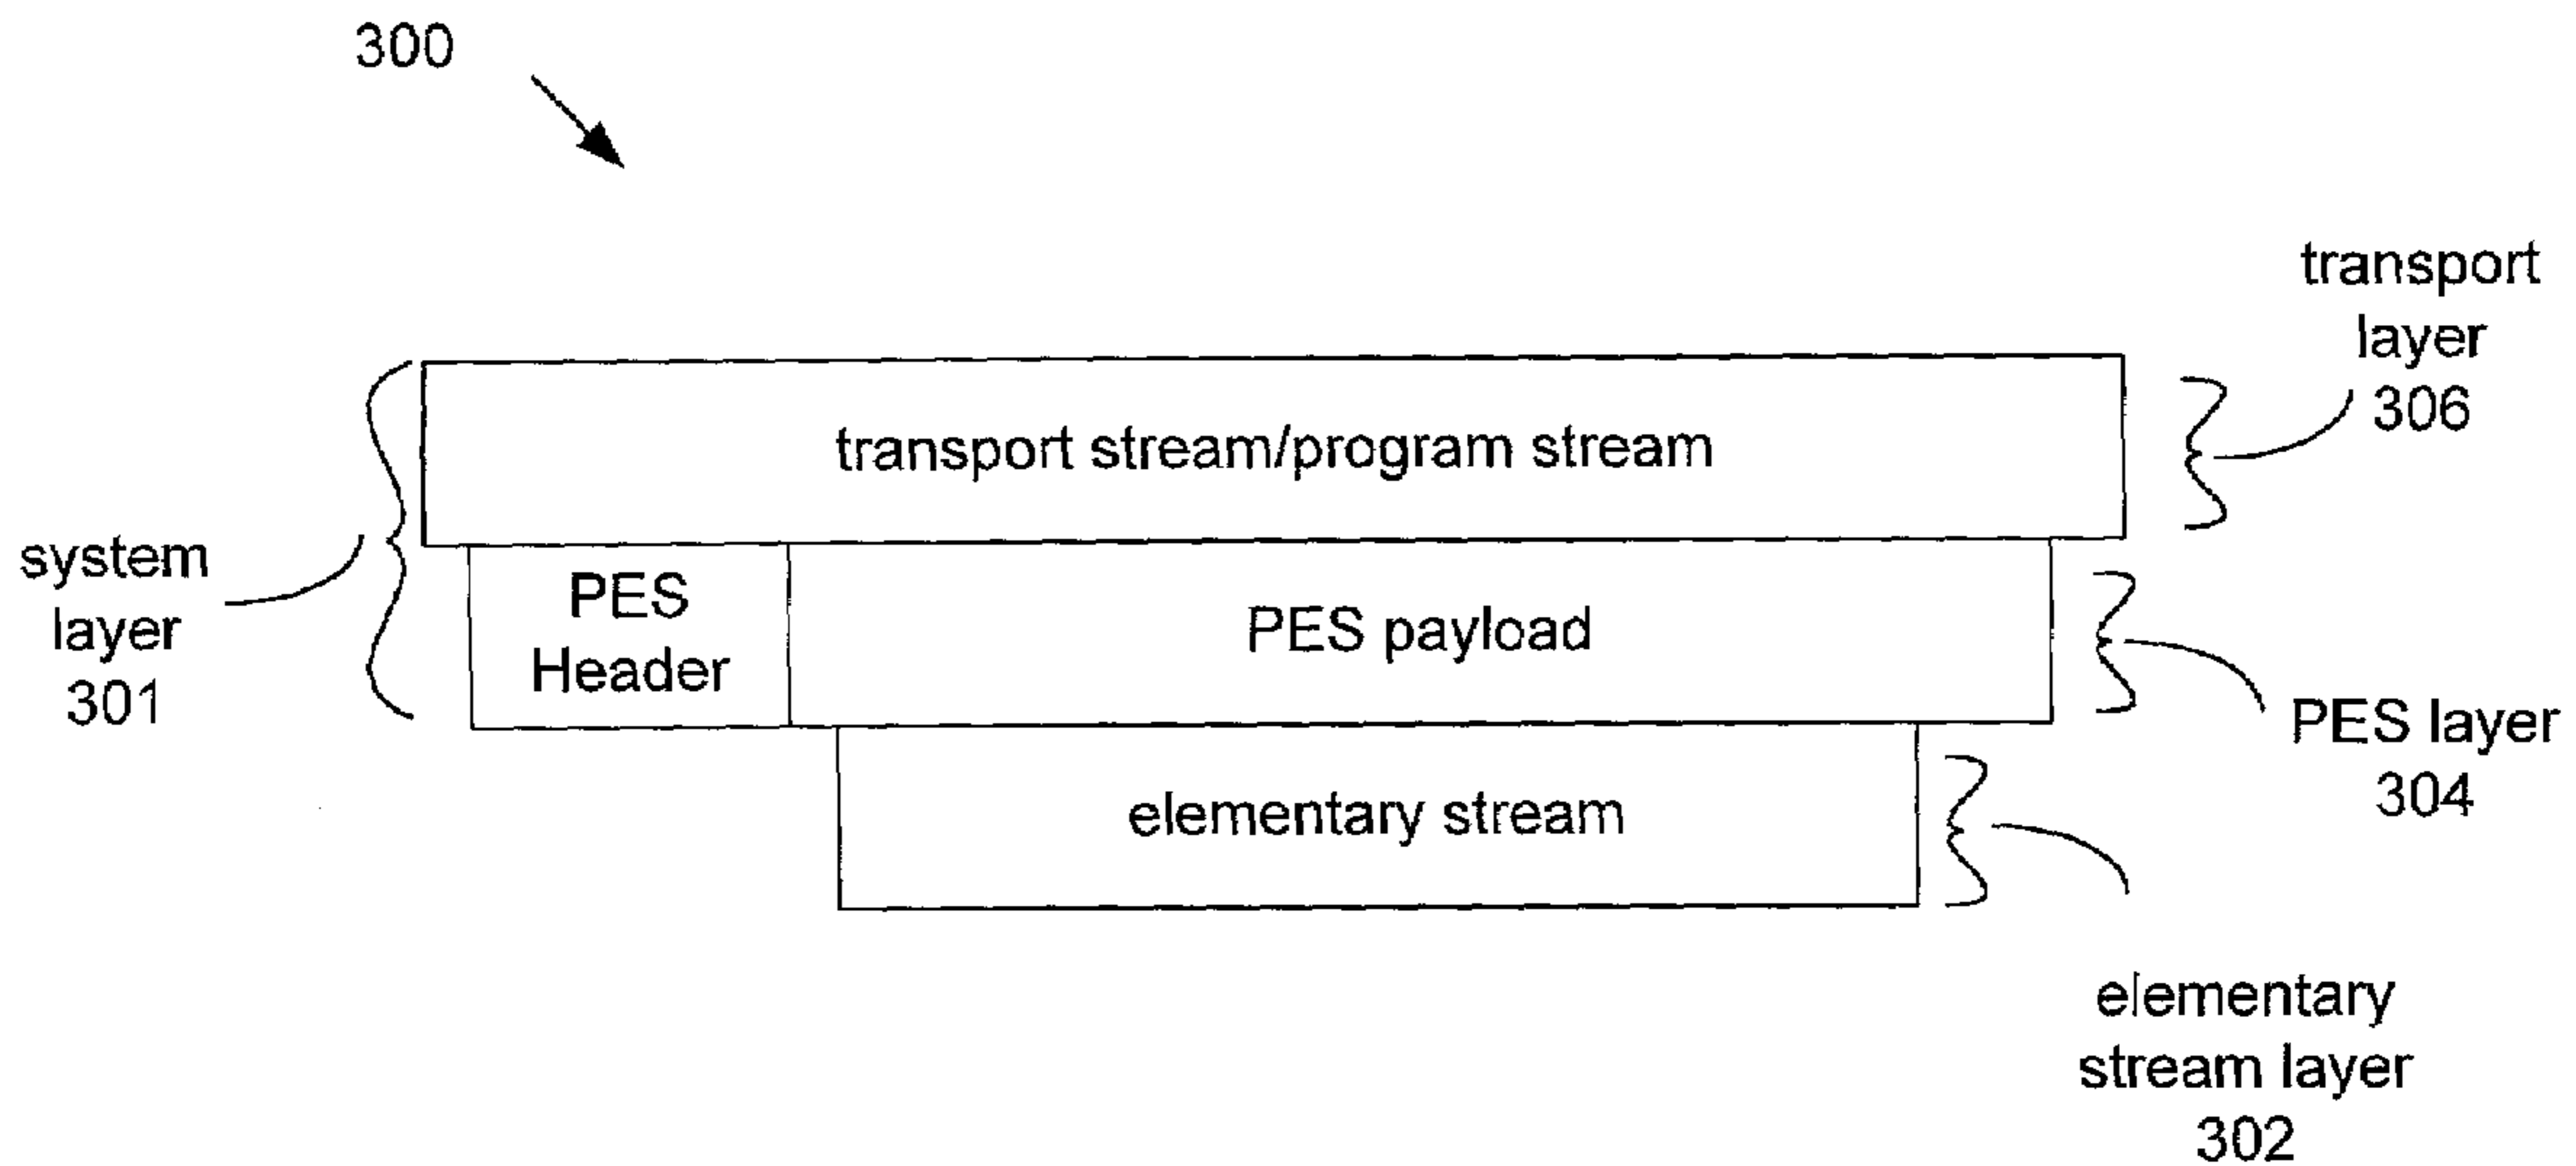 300
transport
layer
306
transport stream/program stream
system
layer
301
PES
Header
PES payload
PES layer
304
elementary stream
elementary
stream layer
302